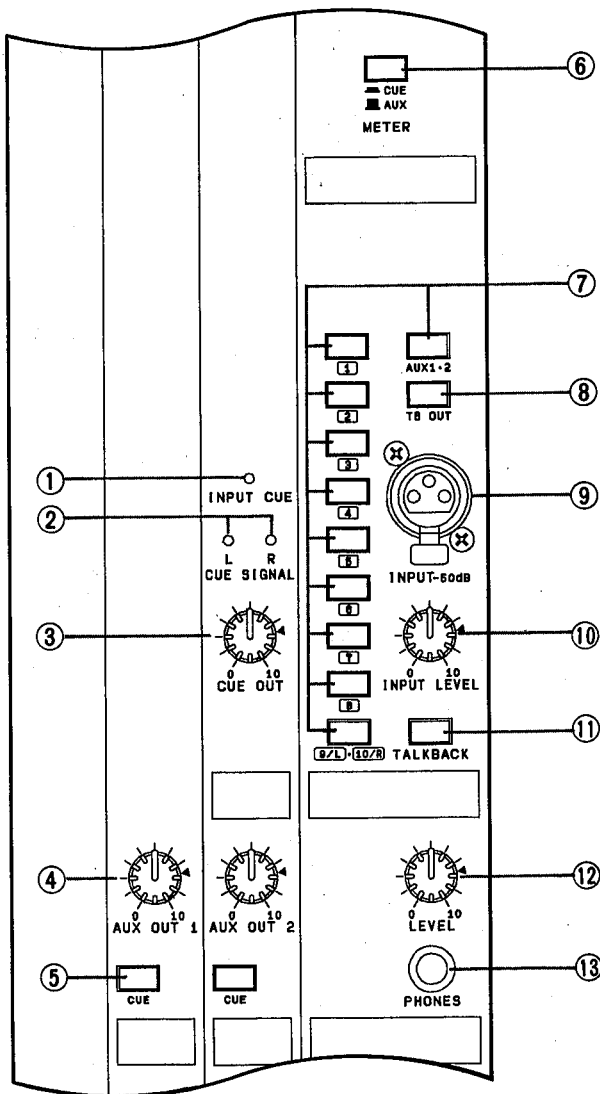 ⑥
CUE
AUX
METER
⑦
1
AUX1·2
⑧
2
TB OUT
3
①
INPUT CUE
4
⑨
②
L R
CUE SIGNAL
5
INPUT-50dB
6
③
0 10
CUE OUT
7
0 10
INPUT LEVEL
⑩
8
9/L·10/R
TALKBACK
⑪
④
0 10
AUX OUT 1
0 10
AUX OUT 2
0 10
LEVEL
⑫
⑤
CUE
CUE
PHONES
⑬